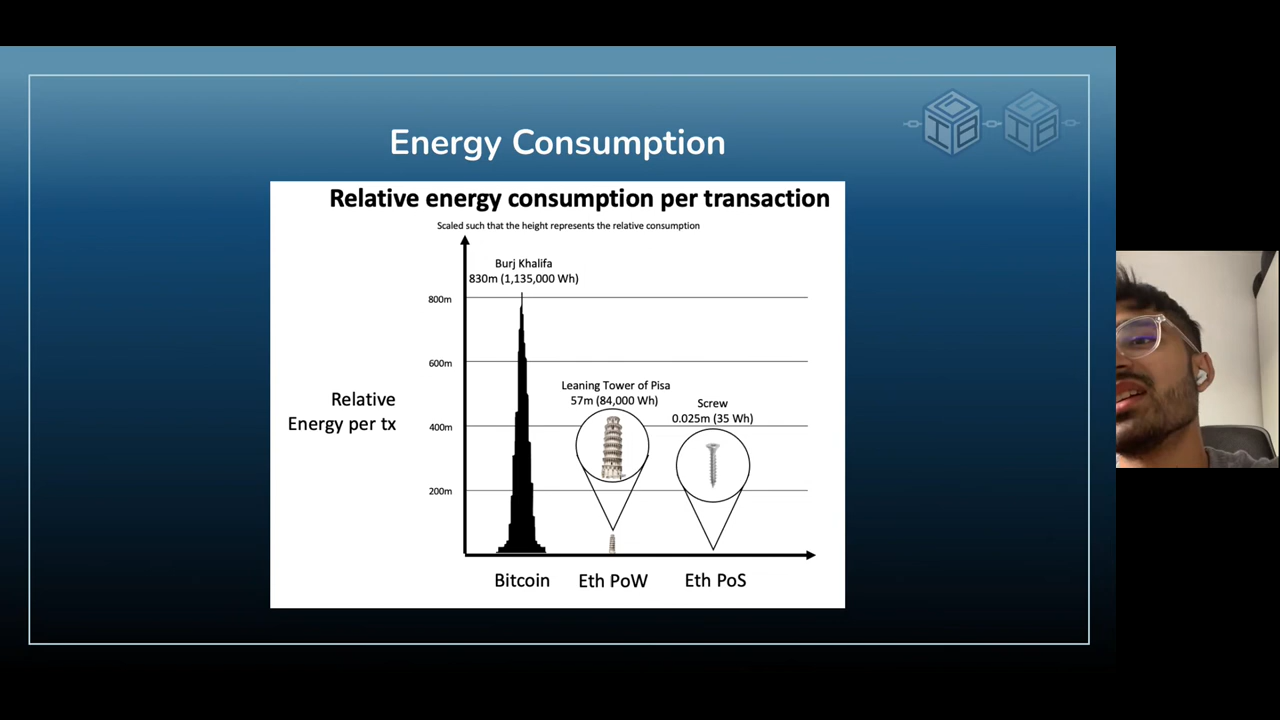 Energy Consumption
Relative energy consumption per transaction
Scaled such that the height represents the relative consumption
Burj Khalifa
830m (1,135,000 Wh)
800m
600m
Leaning Tower of Pisa
57m (84,000 Wh)
Screw
0.025m (35 Wh)
Relative
Energy per tx
400m
200m
Bitcoin
Eth PoW
Eth PoS